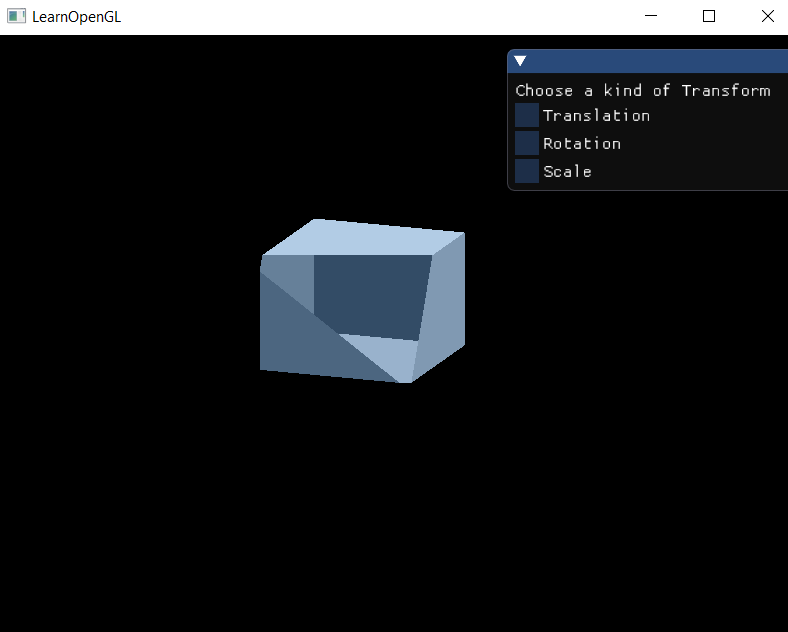 LearnOpenGL
Choose a kind of Transform
Translation
Rotation
Scale